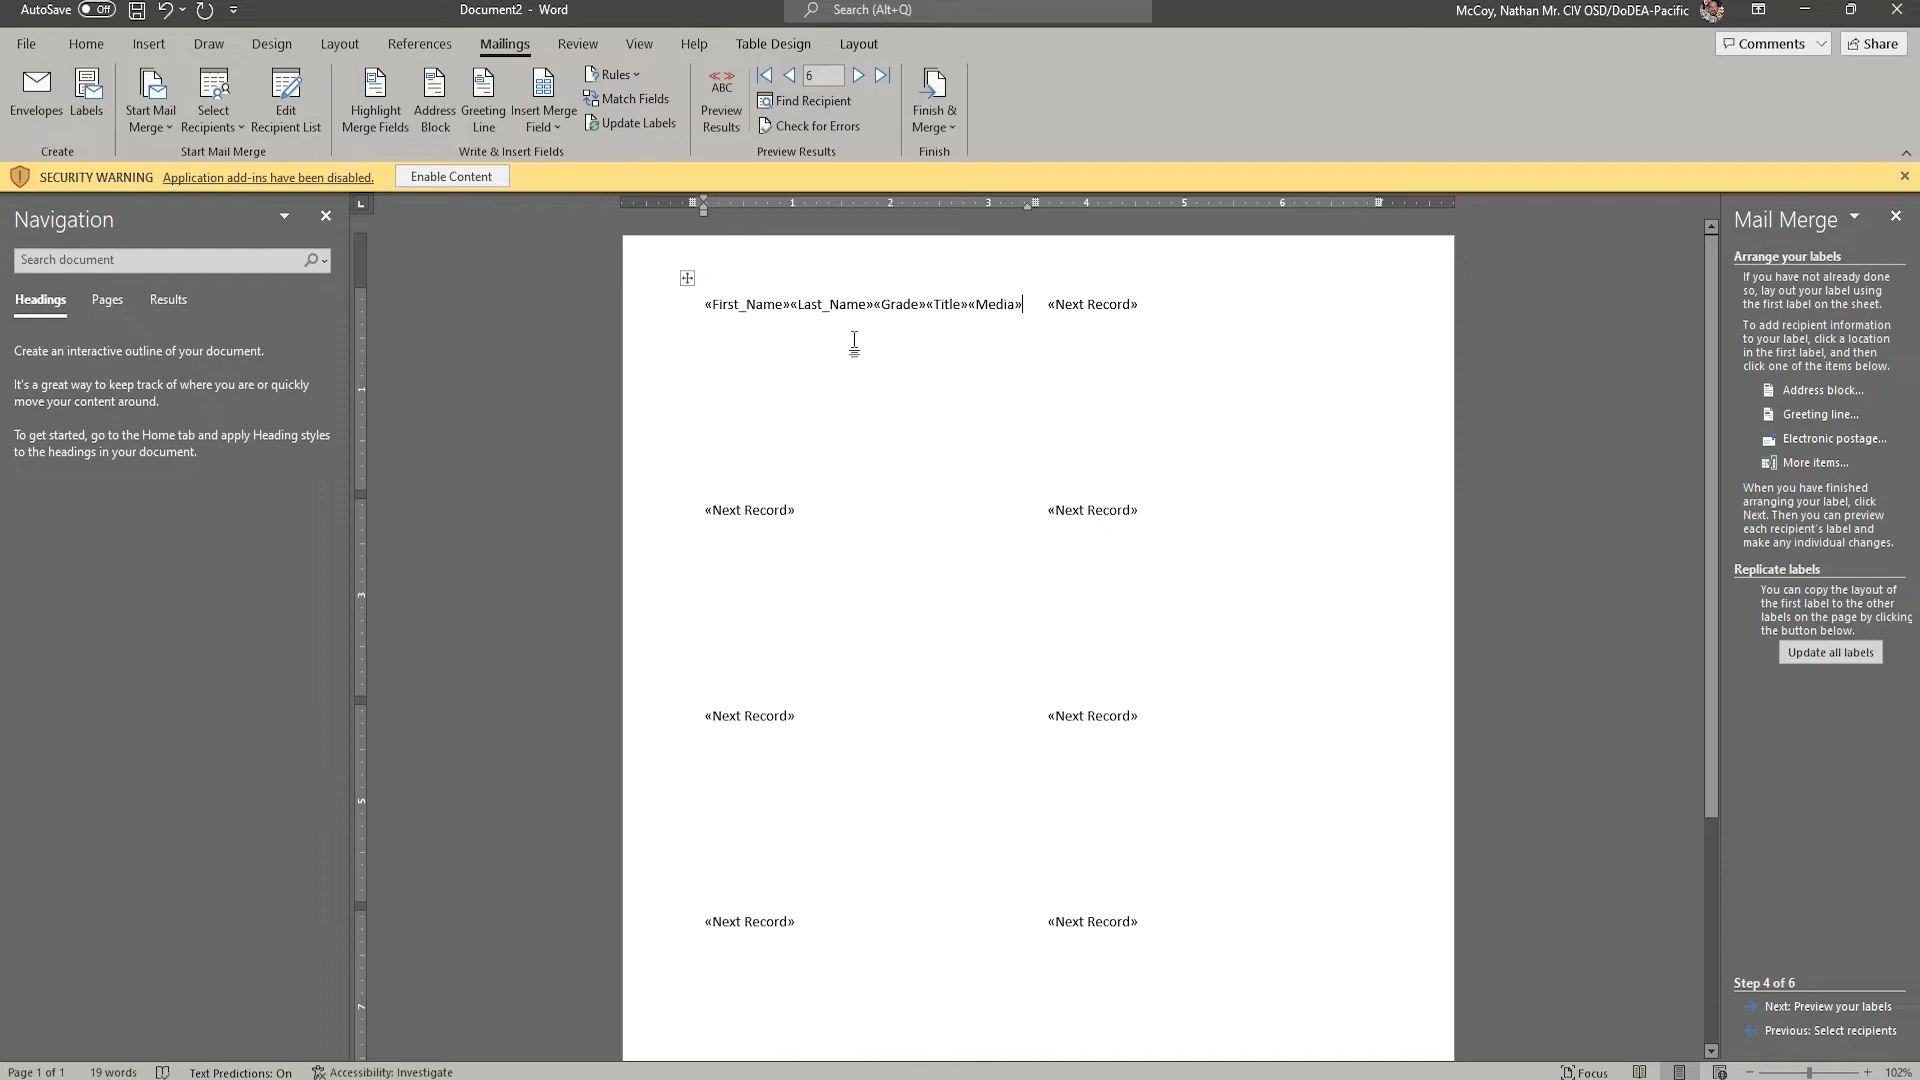 AutoSave Off
Document2 - Word
Search (Alt+Q)
McCoy, Nathan Mr. CIV OSD/DoDEA-Pacific
File Home Insert Draw Design Layout References Mailings Review View Help Table Design Layout
Comments Share
Envelopes Labels
Create
Start Mail Merge
Select Recipients
Edit Recipient List
Start Mail Merge
Highlight Merge Fields
Address Block
Greeting Line
Insert Merge Field
Rules
Match Fields
Update Labels
Write & Insert Fields
ABC
Preview Results
6
Find Recipient
Check for Errors
Preview Results
Finish & Merge
Finish
SECURITY WARNING Application add-ins have been disabled. Enable Content
Navigation
Search document
Headings Pages Results
Create an interactive outline of your document.
It's a great way to keep track of where you are or quickly
move your content around.
To get started, go to the Home tab and apply Heading styles
to the headings in your document.
L
1 2 3 4 5 6
1
3
5
7
«First_Name»«Last_Name»«Grade»«Title»«Media» «Next Record»
«Next Record» «Next Record»
«Next Record» «Next Record»
«Next Record» «Next Record»
Mail Merge
Arrange your labels
If you have not already done
so, lay out your label using
the first label on the sheet.
To add recipient information
to your label, click a location
in the first label, and then
click one of the items below.
Address block...
Greeting line...
Electronic postage...
More items...
When you have finished
arranging your label, click
Next. Then you can preview
each recipient's label and
make any individual changes.
Replicate labels
You can copy the layout of
the first label to the other
labels on the page by clicking
the button below.
Update all labels
Step 4 of 6
Next: Preview your labels
Previous: Select recipients
Page 1 of 1 19 words Text Predictions: On Accessibility: Investigate
Focus 102%